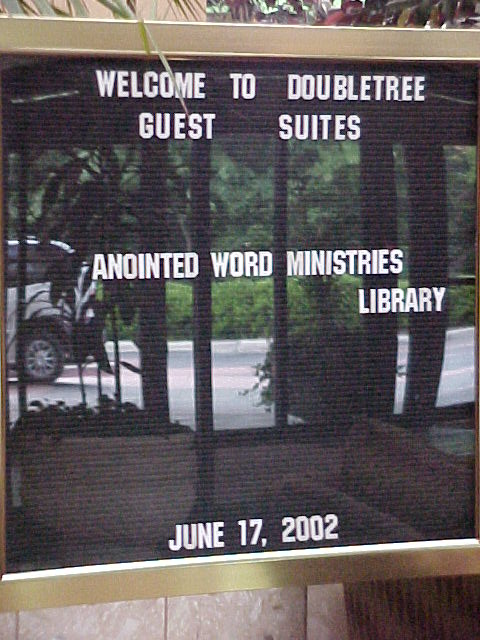 WELCOME TO DOUBLETREE
GUEST SUITES
ANOINTED WORD MINISTRIES
LIBRARY
JUNE 17, 2002